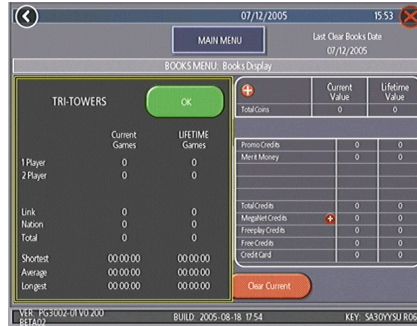 07/12/2005 15:53
MAIN MENU
Last Clear Books Date
07/12/2005
BOOKS MENU: Books Display
TRI-TOWERS
OK
Current Games LIFETIME Games
1 Player 0 0
2 Player 0 0
Link 0 0
Nation 0 0
Total 0 0
Shortest 00:00:00 00:00:00
Average 00:00:00 00:00:00
Longest 00:00:00 00:00:00
Current Value Lifetime Value
Total Coins 0 0
Promo Credits 0 0
Merit Money 0 0
Total Credits 0 0
MegaNet Credits 0 0
Freeplay Credits 0 0
Free Credits 0 0
Credit Card 0 0
Clear Current
VER: PG3002-01 V0.200 BETA02
BUILD: 2005-08-18 17:54
KEY: SA30YYSU R06